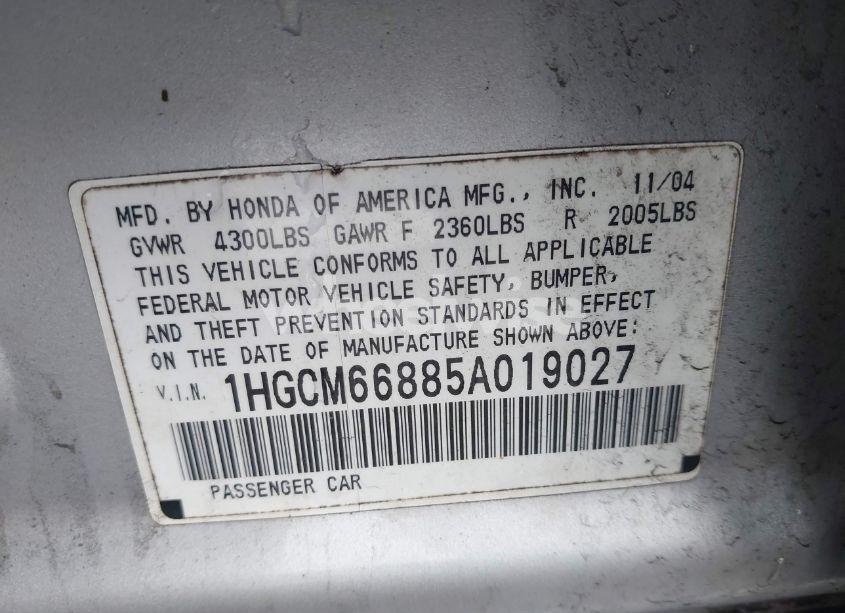 MFD. BY HONDA OF AMERICA MFG., INC. 11/04
GVWR 4300LBS GAWR F 2360LBS R 2005LBS
THIS VEHICLE CONFORMS TO ALL APPLICABLE
FEDERAL MOTOR VEHICLE SAFETY, BUMPER,
AND THEFT PREVENTION STANDARDS IN EFFECT
ON THE DATE OF MANUFACTURE SHOWN ABOVE:
V.I.N. 1HGCM66885A019027
PASSENGER CAR